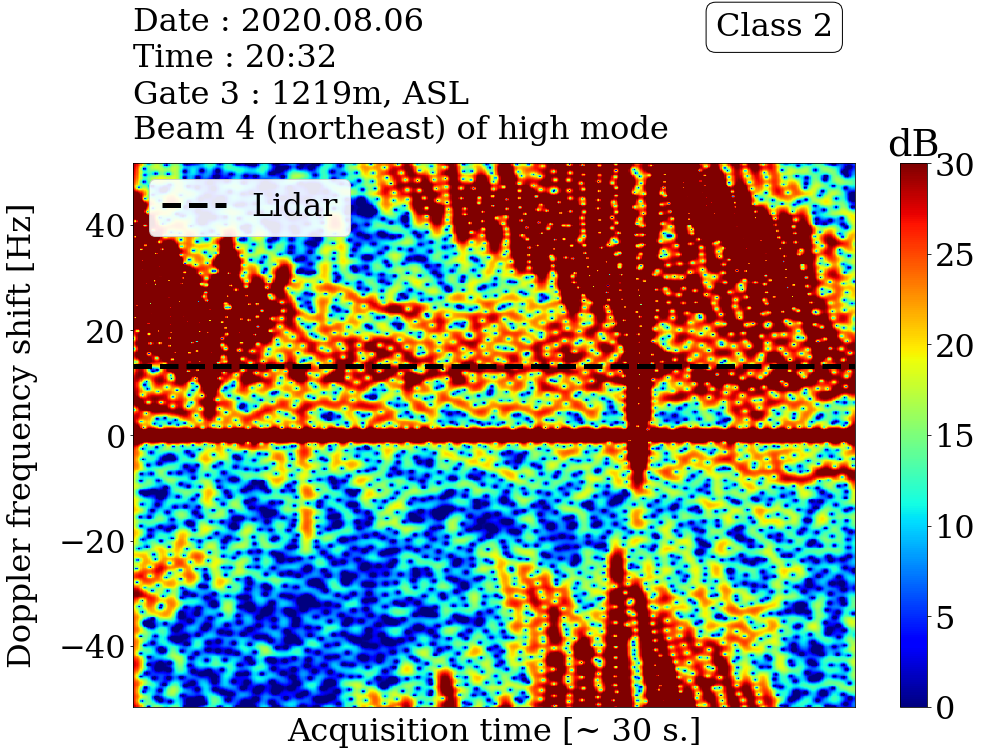 Date : 2020.08.06
Time : 20:32
Gate 3 : 1219m, ASL
Beam 4 (northeast) of high mode
Class 2
dB
Lidar
Doppler frequency shift [Hz]
40
20
0
−20
−40
30
25
20
15
10
5
0
Acquisition time [~ 30 s.]